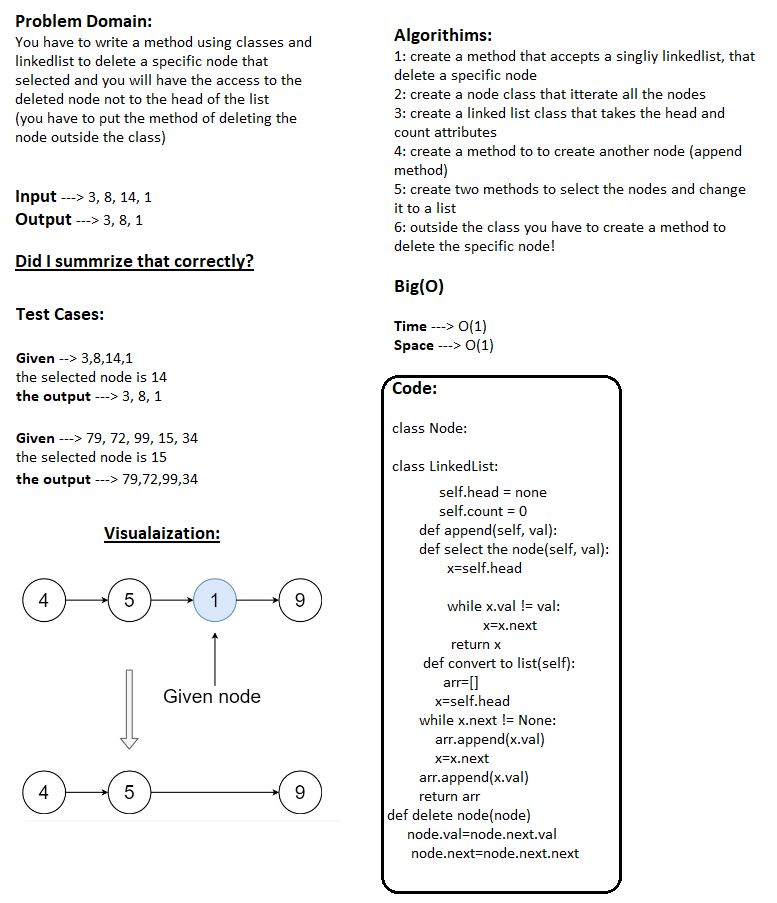 Problem Domain:
You have to write a method using classes and
linkedlist to delete a specific node that
selected and you will have the access to the
deleted node not to the head of the list
(you have to put the method of deleting the
node outside the class)
Input ---> 3, 8, 14, 1
Output ---> 3, 8, 1
Did I summrize that correctly?
Test Cases:
Given --> 3,8,14,1
the selected node is 14
the output ---> 3, 8, 1
Given ---> 79, 72, 99, 15, 34
the selected node is 15
the output ---> 79,72,99,34
Visualaization:
4 5 1 9
Given node
4 5 9
Algorithims:
1: create a method that accepts a singliy linkedlist, that
delete a specific node
2: create a node class that itterate all the nodes
3: create a linked list class that takes the head and
count attributes
4: create a method to to create another node (append
method)
5: create two methods to select the nodes and change
it to a list
6: outside the class you have to create a method to
delete the specific node!
Big(O)
Time ---> O(1)
Space ---> O(1)
Code:
class Node:
class LinkedList:
self.head = none
self.count = 0
def append(self, val):
def select the node(self, val):
x=self.head
while x.val != val:
x=x.next
return x
def convert to list(self):
arr=[]
x=self.head
while x.next != None:
arr.append(x.val)
x=x.next
arr.append(x.val)
return arr
def delete node(node)
node.val=node.next.val
node.next=node.next.next